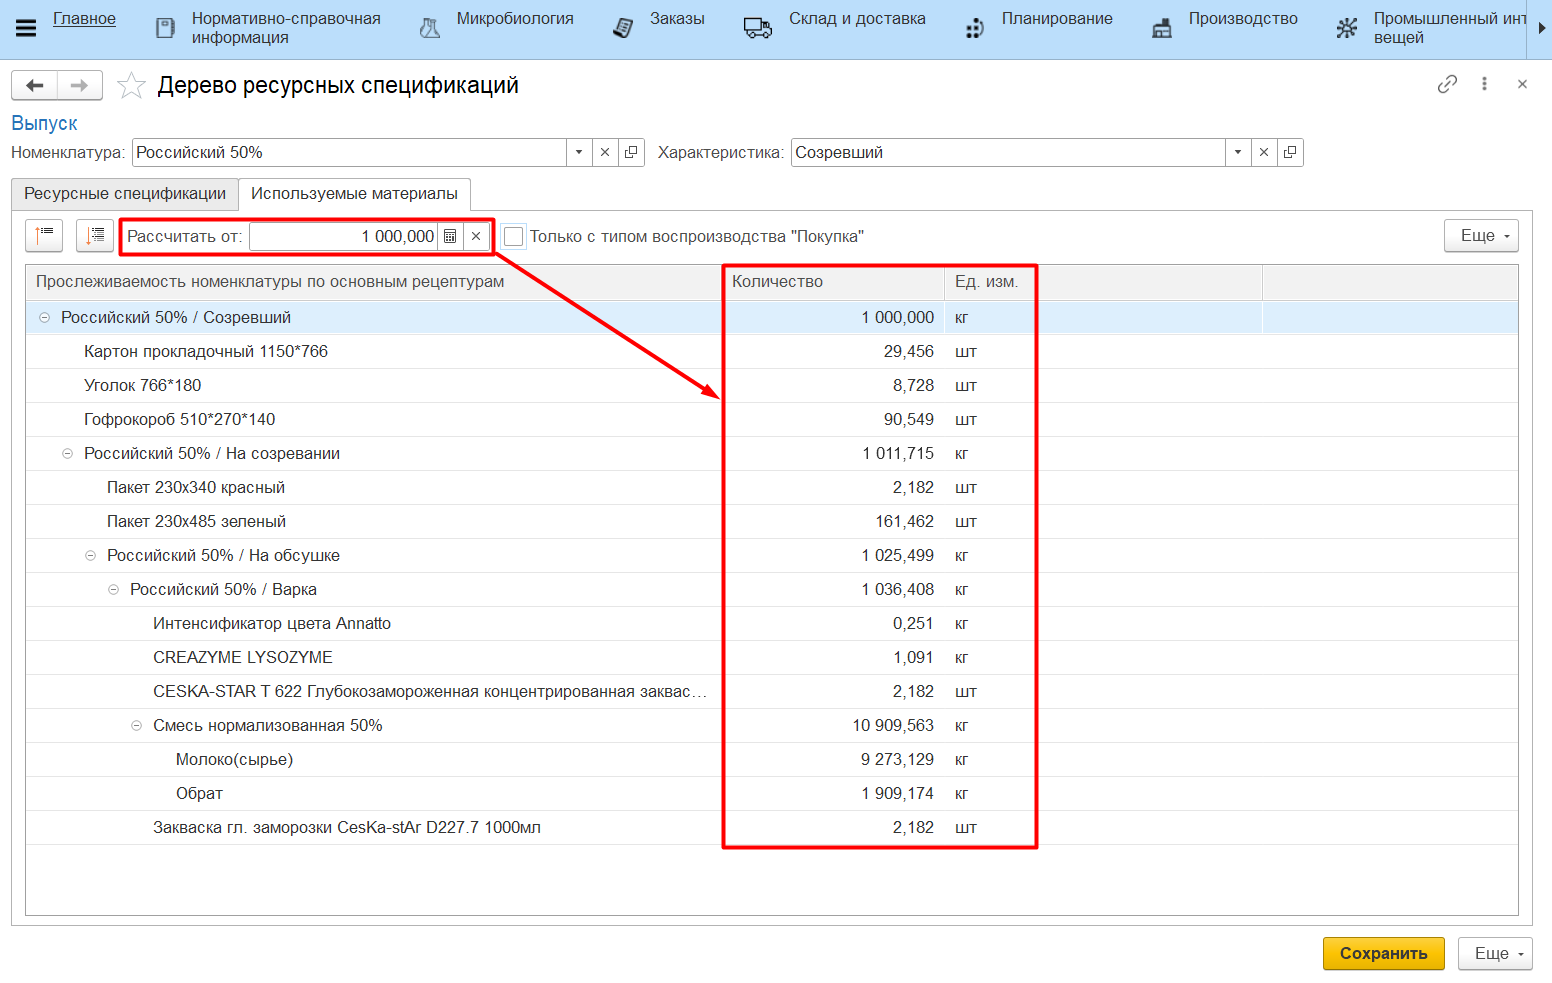 Главное
Нормативно-справочная
информация
Микробиология
Заказы
Склад и доставка
Планирование
Производство
Промышленный инт
вещей
Дерево ресурсных спецификаций
Выпуск
Номенклатура: Российский 50% Характеристика: Созревший
Ресурсные спецификации Используемые материалы
Рассчитать от: 1 000,000 Только с типом воспроизводства "Покупка" Еще
Прослеживаемость номенклатуры по основным рецептурам Количество Ед. изм.
Российский 50% / Созревший 1 000,000 кг
Картон прокладочный 1150*766 29,456 шт
Уголок 766*180 8,728 шт
Гофрокороб 510*270*140 90,549 шт
Российский 50% / На созревании 1 011,715 кг
Пакет 230х340 красный 2,182 шт
Пакет 230х485 зеленый 161,462 шт
Российский 50% / На обсушке 1 025,499 кг
Российский 50% / Варка 1 036,408 кг
Интенсификатор цвета Annatto 0,251 кг
CREAZYME LYSOZYME 1,091 кг
CESKA-STAR T 622 Глубокозамороженная концентрированная заквас... 2,182 шт
Смесь нормализованная 50% 10 909,563 кг
Молоко(сырье) 9 273,129 кг
Обрат 1 909,174 кг
Закваска гл. заморозки CesKa-stAr D227.7 1000мл 2,182 шт
Сохранить Еще